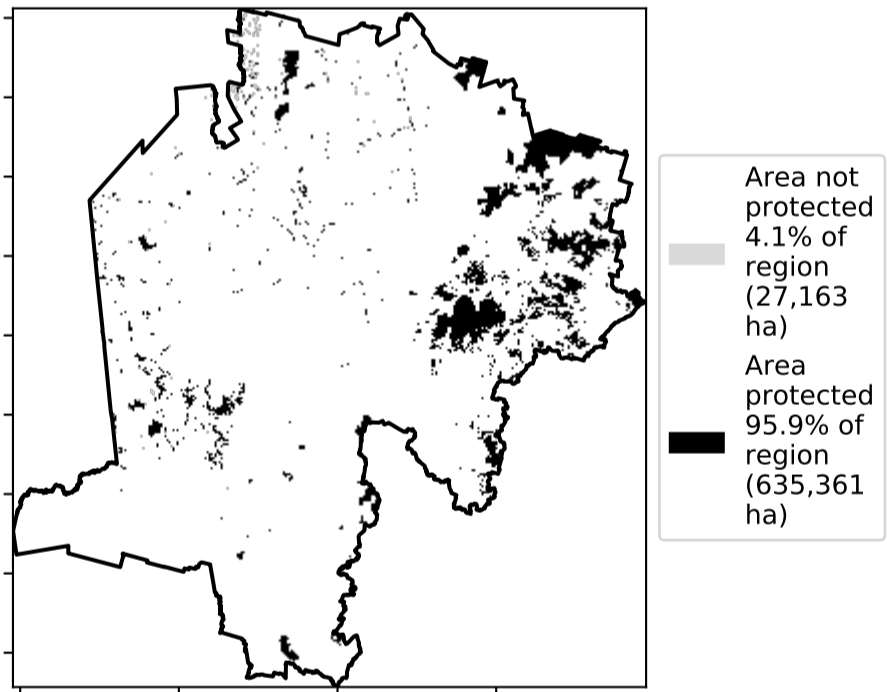 Area not
protected
4.1% of
region
(27,163
ha)
Area
protected
95.9% of
region
(635,361
ha)